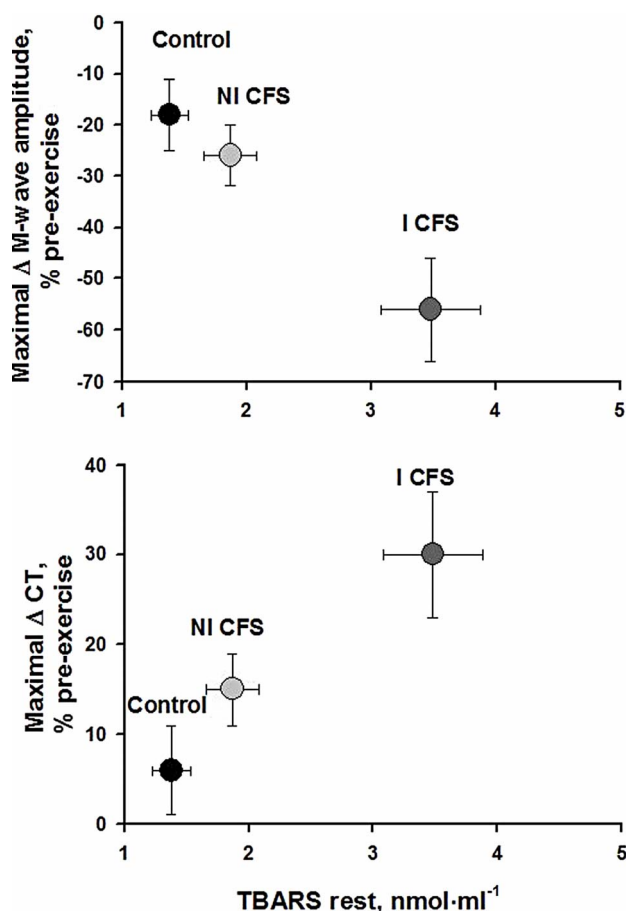 Maximal Δ M-wave amplitude,
% pre-exercise
0
-10
-20
-30
-40
-50
-60
-70
Control
NI CFS
I CFS
1
2
3
4
5
Maximal Δ CT,
% pre-exercise
40
30
20
10
0
I CFS
NI CFS
Control
1
2
3
4
5
TBARS rest, nmol·ml⁻¹